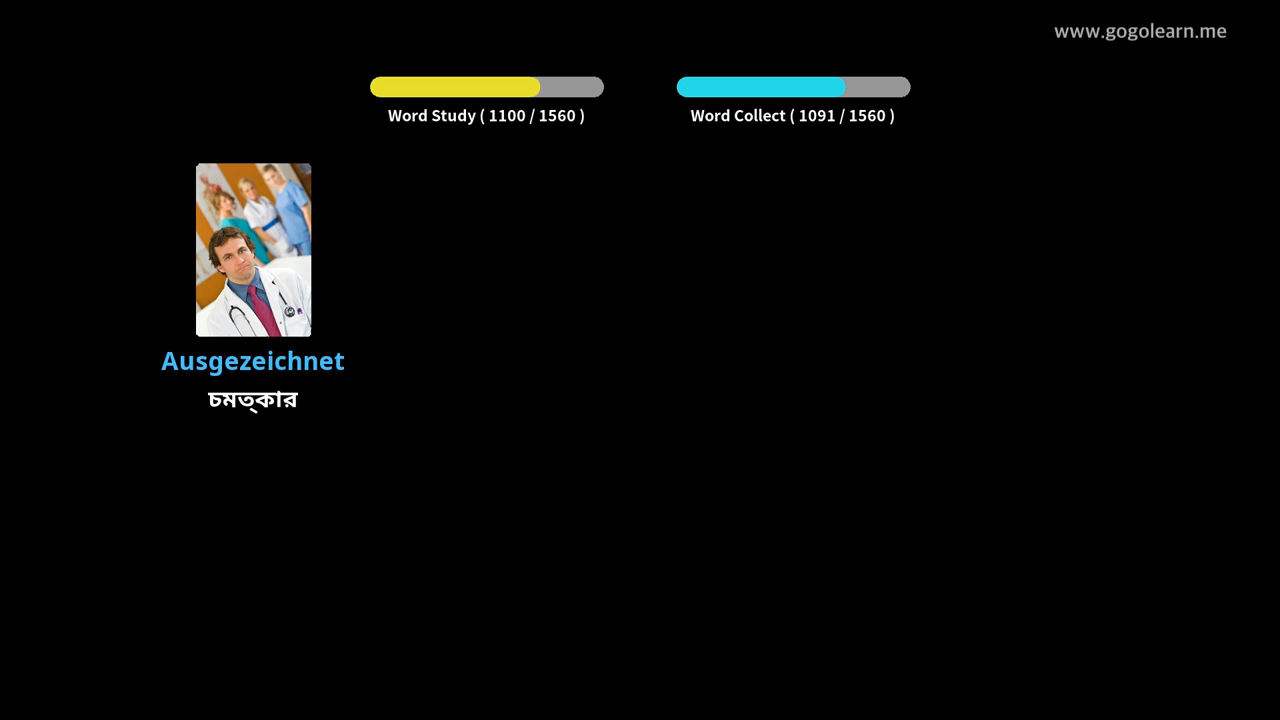 www.gogolearn.me
Word Study ( 1100 / 1560 )
Word Collect ( 1091 / 1560 )
Ausgezeichnet
চমত্কার